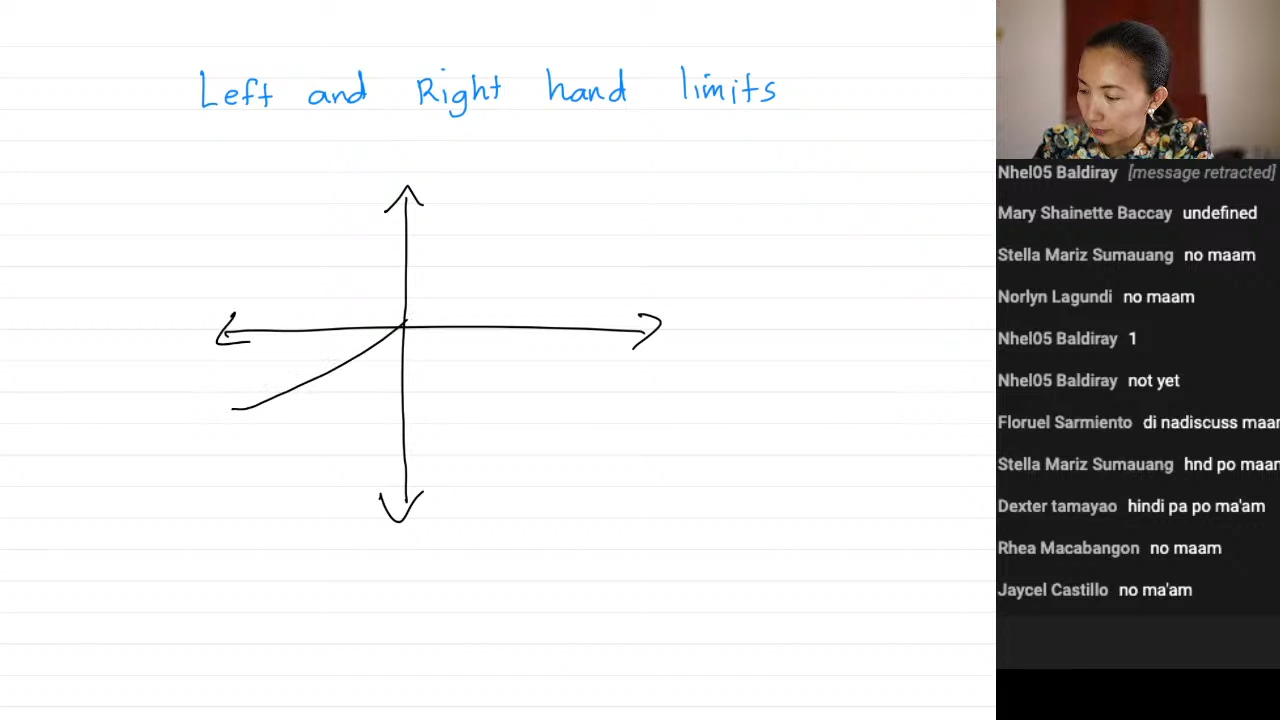 Left and Right hand limits
Nhel05 Baldiray [message retracted]
Mary Shainette Baccay undefined
Stella Mariz Sumauang no maam
Norlyn Lagundi no maam
Nhel05 Baldiray 1
Nhel05 Baldiray not yet
Floruel Sarmiento di nadiscuss maam
Stella Mariz Sumauang hnd po maam
Dexter tamayao hindi pa po ma'am
Rhea Macabangon no maam
Jaycel Castillo no ma'am